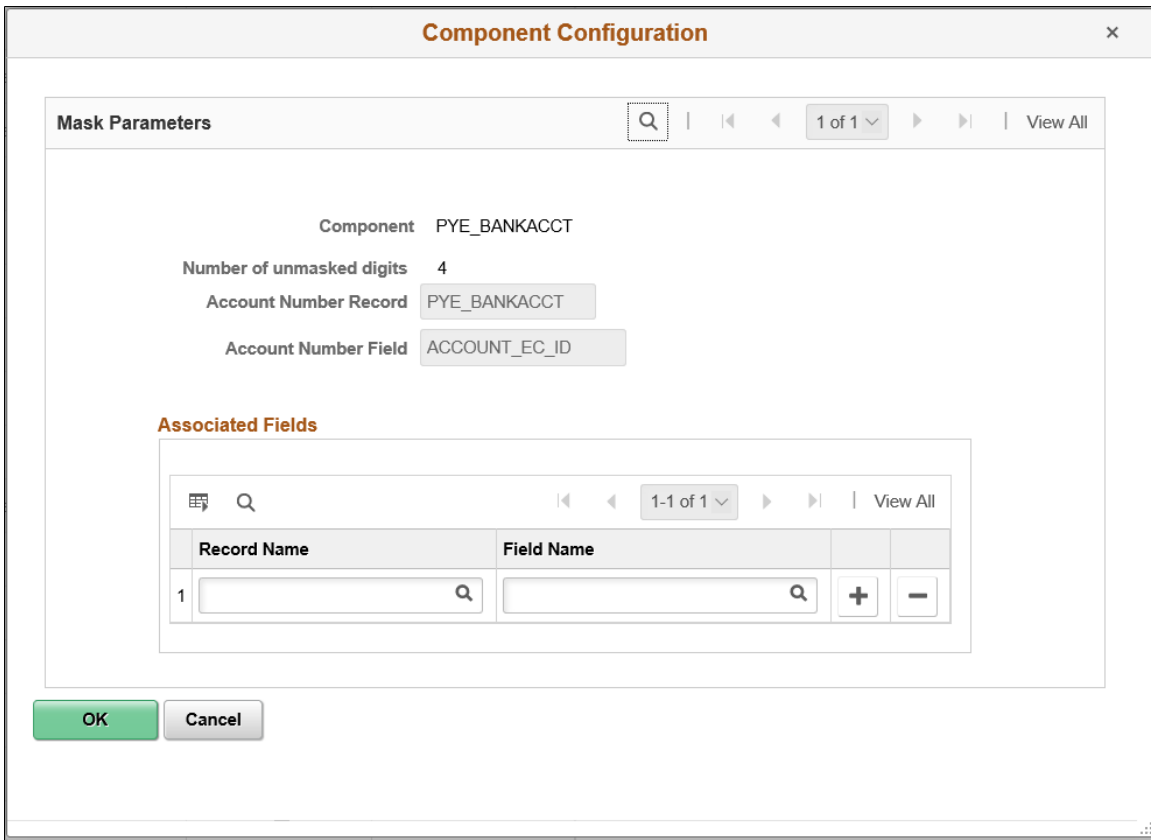 Component Configuration ×
Mask Parameters | 1 of 1 | View All
Component PYE_BANKACCT
Number of unmasked digits 4
Account Number Record PYE_BANKACCT
Account Number Field ACCOUNT_EC_ID
Associated Fields
1-1 of 1 | View All
Record Name Field Name
1
OK Cancel